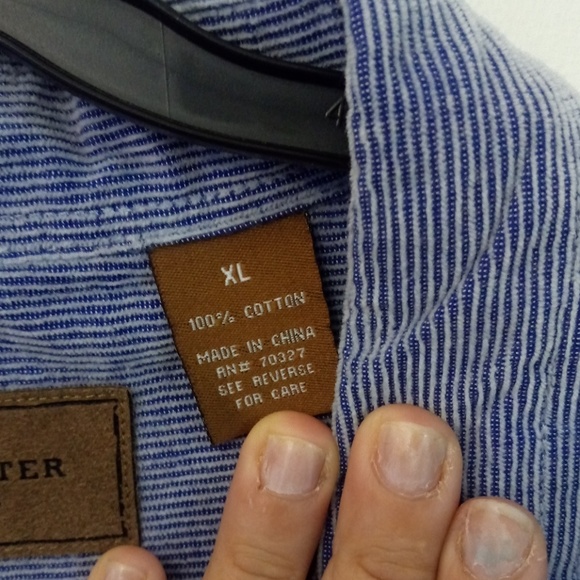 XL
100% COTTON
MADE IN CHINA
RN# 70327
SEE REVERSE
FOR CARE
TER